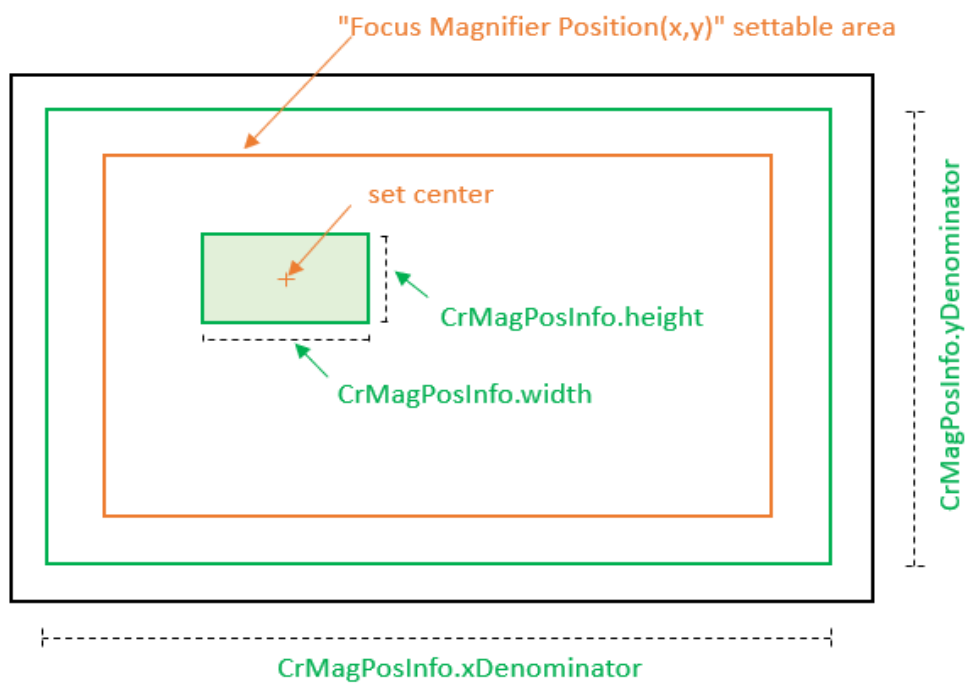 "Focus Magnifier Position(x,y)" settable area
set center
CrMagPosInfo.height
CrMagPosInfo.width
CrMagPosInfo.yDenominator
CrMagPosInfo.xDenominator